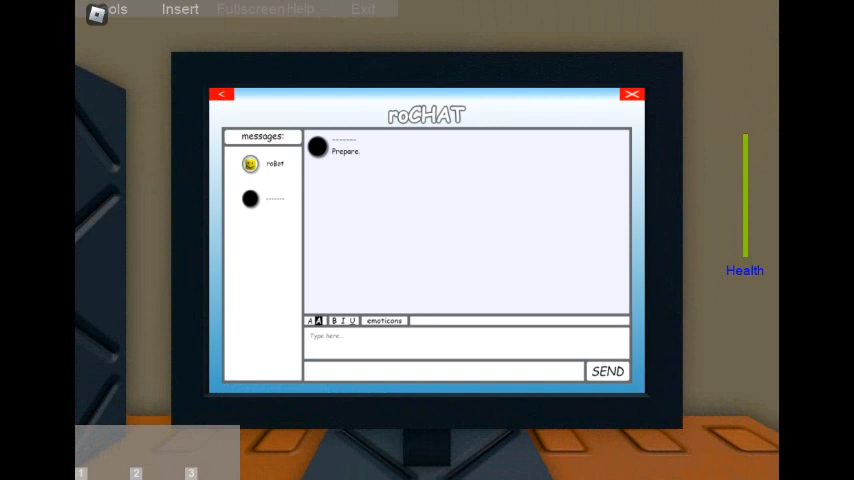 ols Insert Fullscreen Help Exit
< X
roCHAT
messages:
roBot
-------
-------
Prepare.
A A B I U emoticons
Type here...
SEND
Health
1 2 3